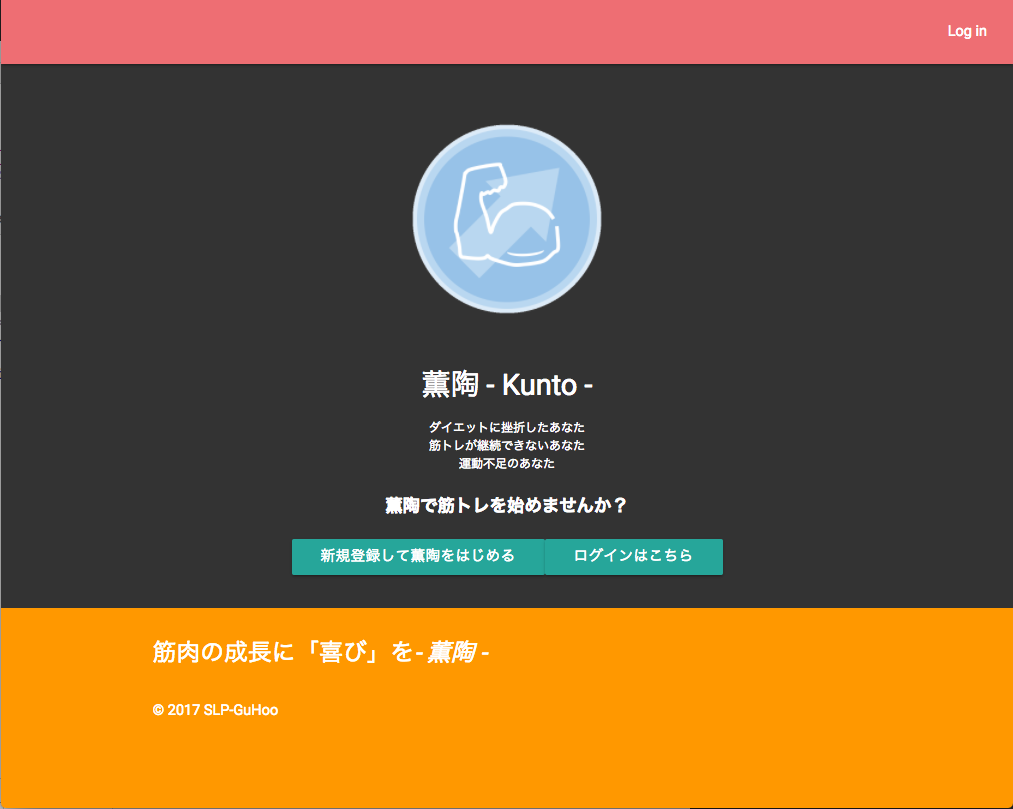 Log in
薫陶 - Kunto -
ダイエットに挫折したあなた
筋トレが継続できないあなた
運動不足のあなた
薫陶で筋トレを始めませんか？
新規登録して薫陶をはじめる
ログインはこちら
筋肉の成長に「喜び」を- 薫陶 -
© 2017 SLP-GuHoo